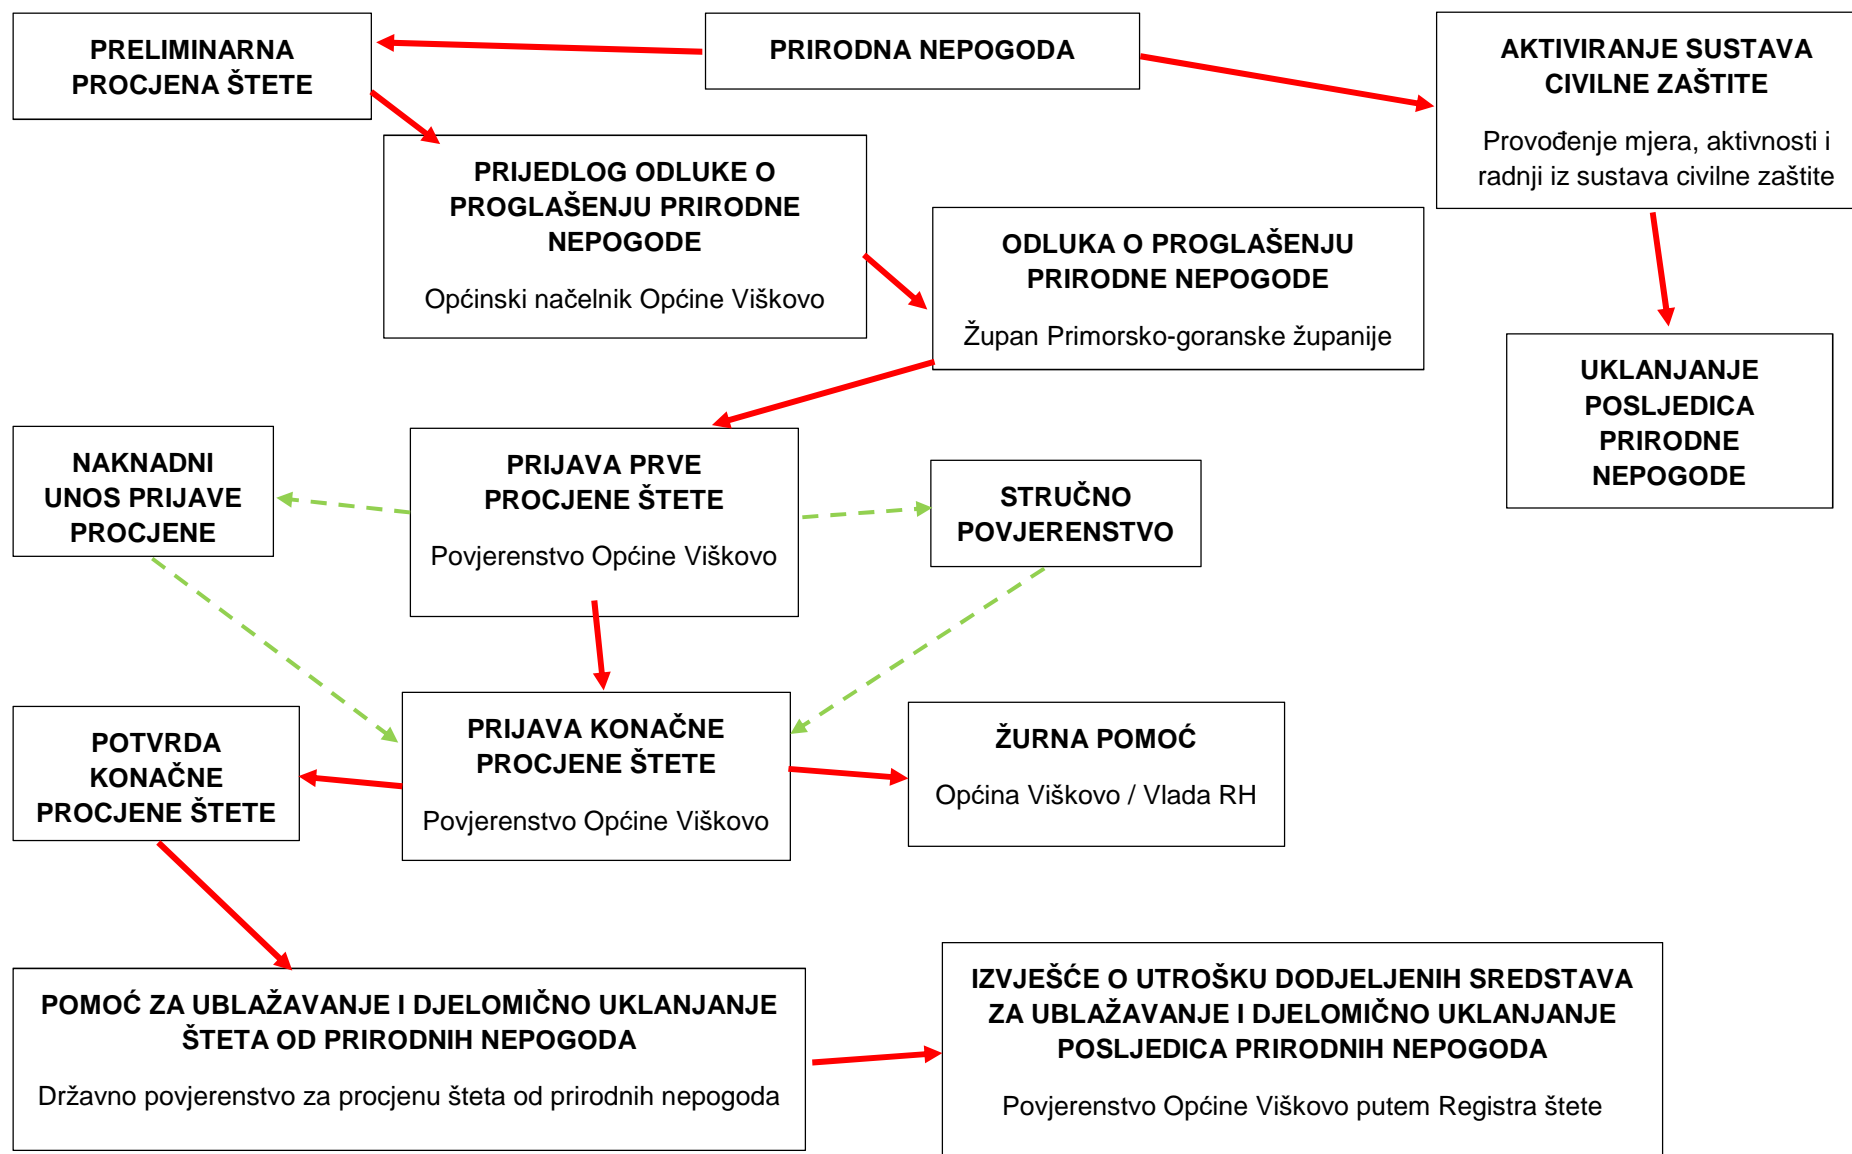 PRELIMINARNA
PROCJENA ŠTETE
PRIRODNA NEPOGODA
AKTIVIRANJE SUSTAVA
CIVILNE ZAŠTITE
Provođenje mjera, aktivnosti i
radnji iz sustava civilne zaštite
PRIJEDLOG ODLUKE O
PROGLAŠENJU PRIRODNE
NEPOGODE
Općinski načelnik Općine Viškovo
ODLUKA O PROGLAŠENJU
PRIRODNE NEPOGODE
Župan Primorsko-goranske županije
UKLANJANJE
POSLJEDICA
PRIRODNE
NEPOGODE
NAKNADNI
UNOS PRIJAVE
PROCJENE
PRIJAVA PRVE
PROCJENE ŠTETE
Povjerenstvo Općine Viškovo
STRUČNO
POVJERENSTVO
POTVRDA
KONAČNE
PROCJENE ŠTETE
PRIJAVA KONAČNE
PROCJENE ŠTETE
Povjerenstvo Općine Viškovo
ŽURNA POMOĆ
Općina Viškovo / Vlada RH
POMOĆ ZA UBLAŽAVANJE I DJELOMIČNO UKLANJANJE
ŠTETA OD PRIRODNIH NEPOGODA
Državno povjerenstvo za procjenu šteta od prirodnih nepogoda
IZVJEŠĆE O UTROŠKU DODJELJENIH SREDSTAVA
ZA UBLAŽAVANJE I DJELOMIČNO UKLANJANJE
POSLJEDICA PRIRODNIH NEPOGODA
Povjerenstvo Općine Viškovo putem Registra štete